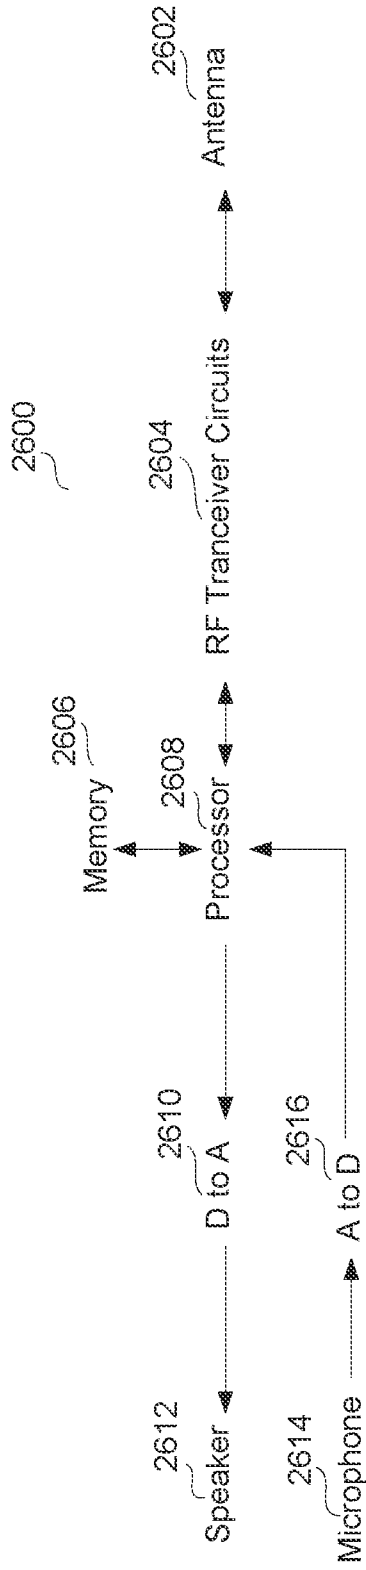 2600
2606
Memory
2612
Speaker
2610
D to A
2608
Processor
2604
RF Tranceiver Circuits
2602
Antenna
2614
Microphone
2616
A to D